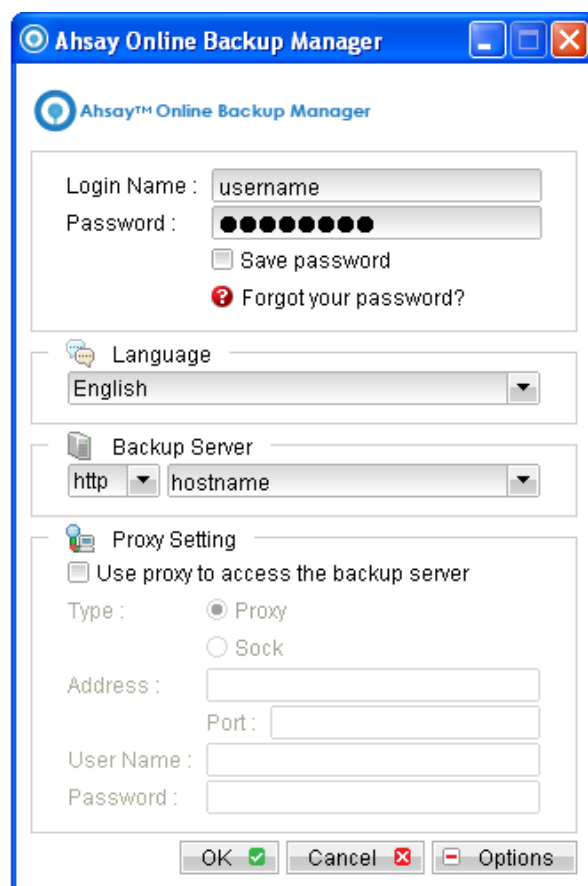 Ahsay Online Backup Manager
Ahsay™ Online Backup Manager
Login Name : username
Password : ●●●●●●●●
Save password
Forgot your password?
Language
English
Backup Server
http hostname
Proxy Setting
Use proxy to access the backup server
Type : Proxy
Sock
Address :
Port :
User Name :
Password :
OK Cancel Options